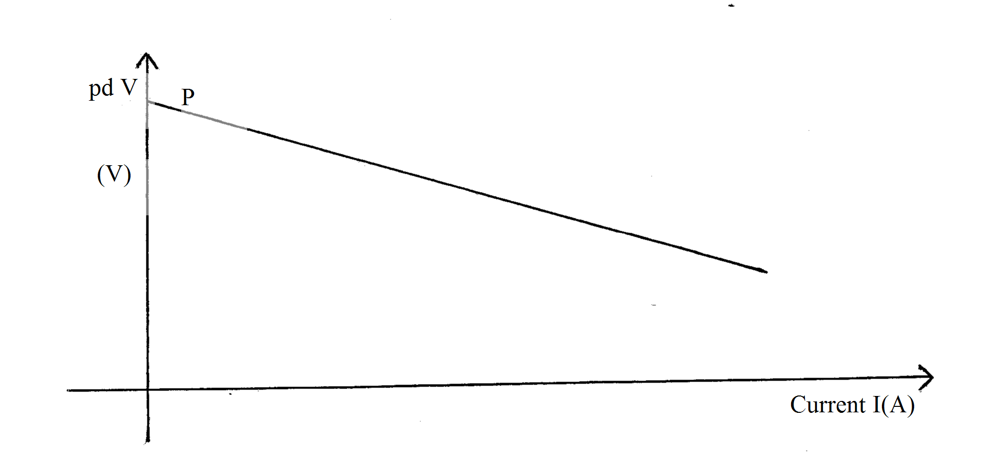 pd V
P
(V)
Current I(A)